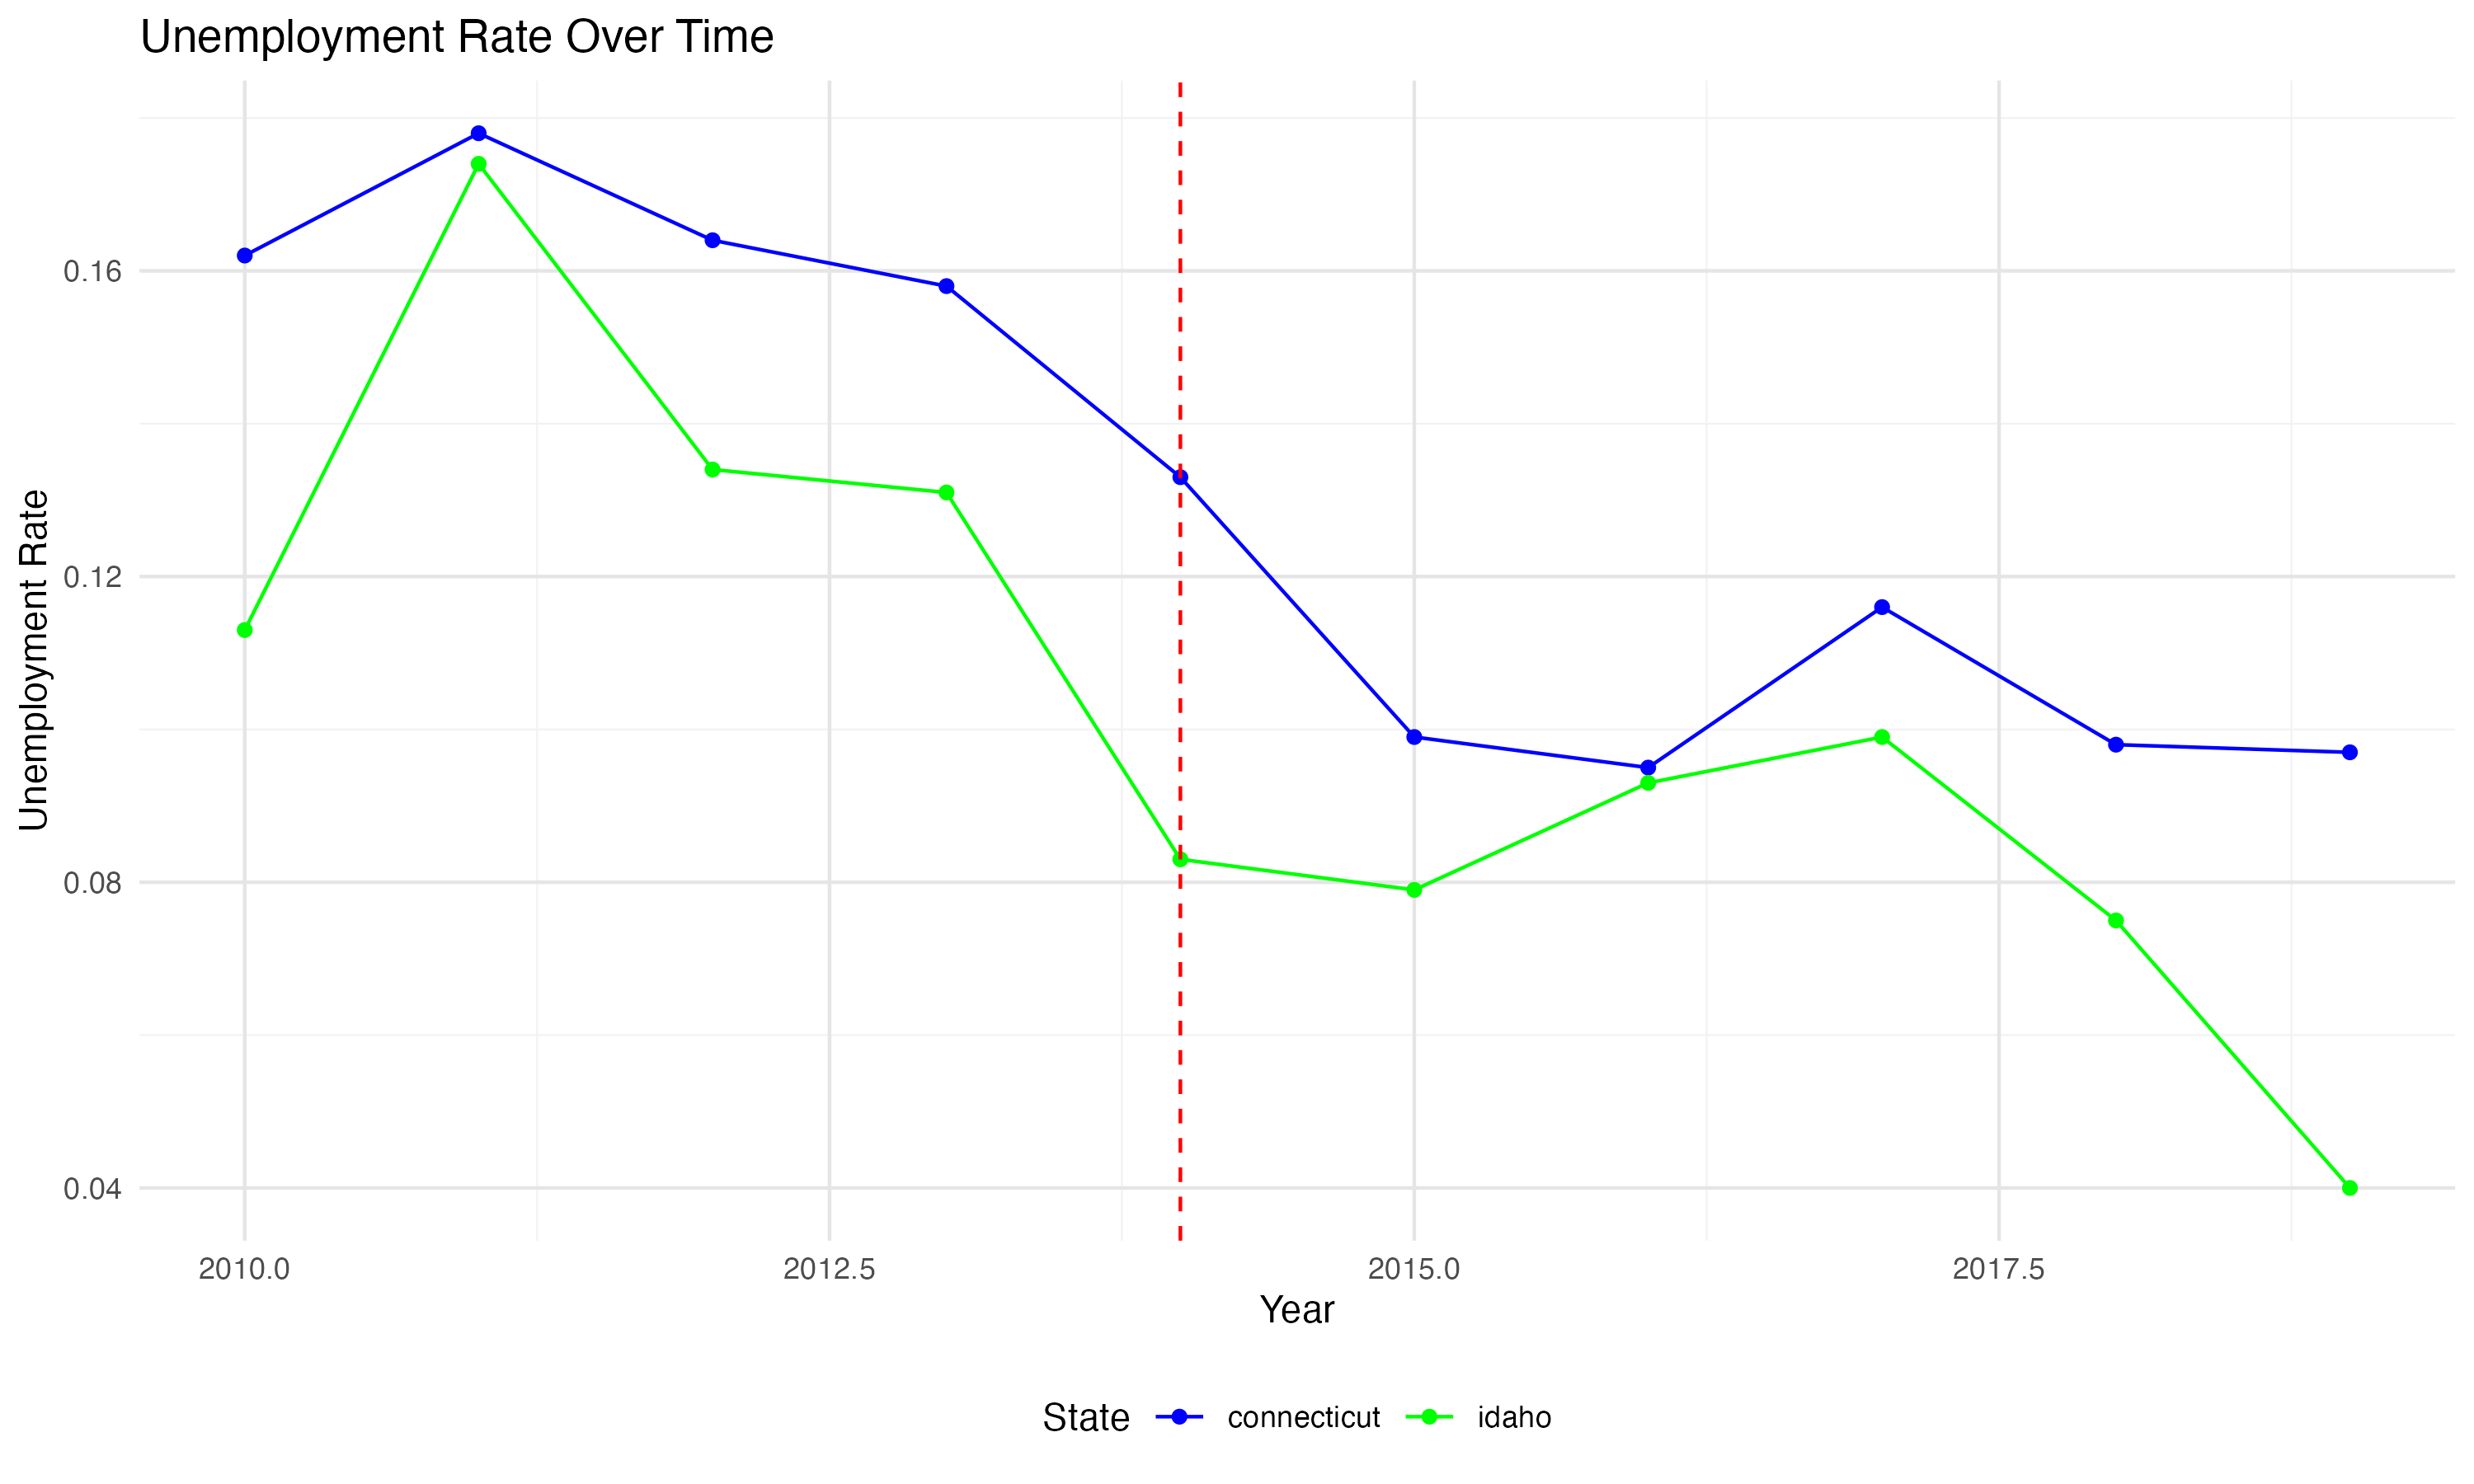 Unemployment Rate Over Time
Unemployment Rate
0.16
0.12
0.08
0.04
2010.0 2012.5 2015.0 2017.5
Year
State connecticut idaho